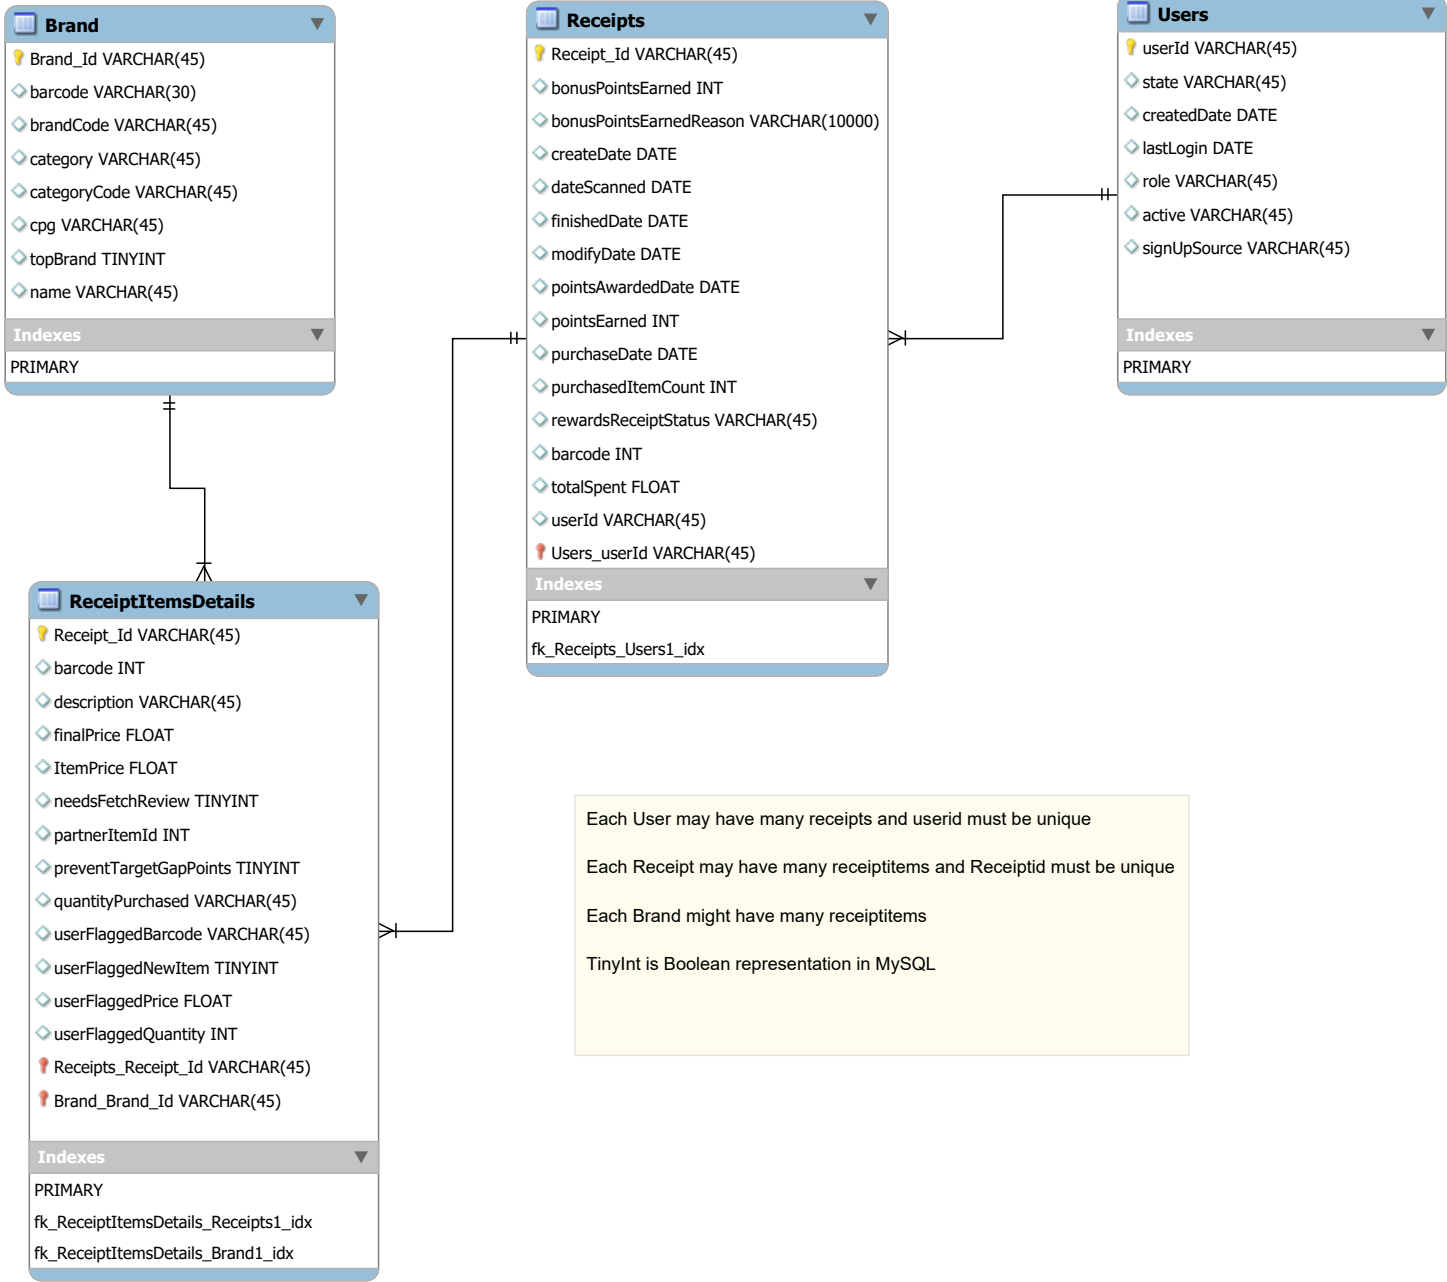 Brand
Brand_Id VARCHAR(45)
barcode VARCHAR(30)
brandCode VARCHAR(45)
category VARCHAR(45)
categoryCode VARCHAR(45)
cpg VARCHAR(45)
topBrand TINYINT
name VARCHAR(45)
Indexes
PRIMARY
Receipts
Receipt_Id VARCHAR(45)
bonusPointsEarned INT
bonusPointsEarnedReason VARCHAR(10000)
createDate DATE
dateScanned DATE
finishedDate DATE
modifyDate DATE
pointsAwardedDate DATE
pointsEarned INT
purchaseDate DATE
purchasedItemCount INT
rewardsReceiptStatus VARCHAR(45)
barcode INT
totalSpent FLOAT
userId VARCHAR(45)
Users_userId VARCHAR(45)
Indexes
PRIMARY
fk_Receipts_Users1_idx
Users
userId VARCHAR(45)
state VARCHAR(45)
createdDate DATE
lastLogin DATE
role VARCHAR(45)
active VARCHAR(45)
signUpSource VARCHAR(45)
Indexes
PRIMARY
ReceiptItemsDetails
Receipt_Id VARCHAR(45)
barcode INT
description VARCHAR(45)
finalPrice FLOAT
ItemPrice FLOAT
needsFetchReview TINYINT
partnerItemId INT
preventTargetGapPoints TINYINT
quantityPurchased VARCHAR(45)
userFlaggedBarcode VARCHAR(45)
userFlaggedNewItem TINYINT
userFlaggedPrice FLOAT
userFlaggedQuantity INT
Receipts_Receipt_Id VARCHAR(45)
Brand_Brand_Id VARCHAR(45)
Indexes
PRIMARY
fk_ReceiptItemsDetails_Receipts1_idx
fk_ReceiptItemsDetails_Brand1_idx
Each User may have many receipts and userid must be unique
Each Receipt may have many receiptitems and Receiptid must be unique
Each Brand might have many receiptitems
TinyInt is Boolean representation in MySQL